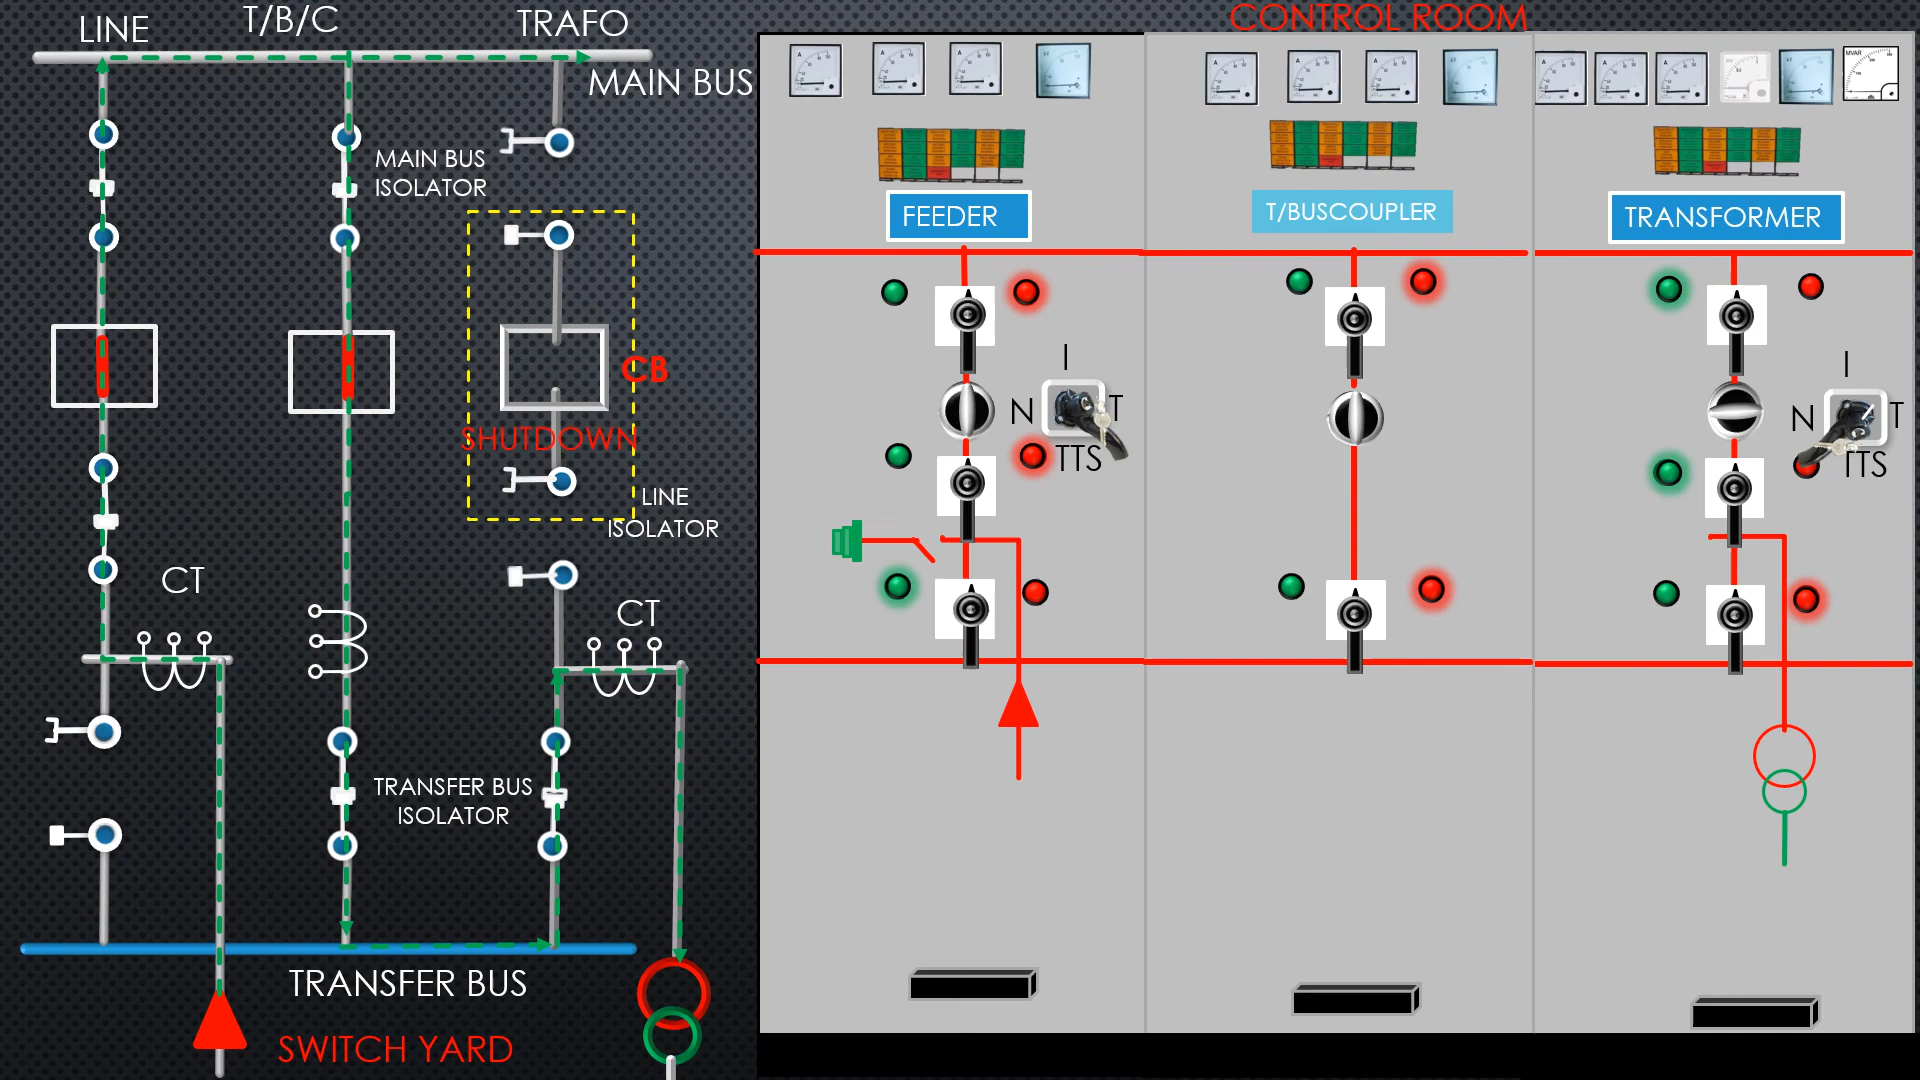 LINE
T/B/C
TRAFO
CONTROL ROOM
MAIN BUS
MAIN BUS
ISOLATOR
FEEDER
T/BUSCOUPLER
TRANSFORMER
CB
SHUTDOWN
LINE
ISOLATOR
I
N
T
TTS
I
N
T
TTS
CT
CT
TRANSFER BUS
ISOLATOR
TRANSFER BUS
SWITCH YARD
A
A
A
A
A
A
MVAR